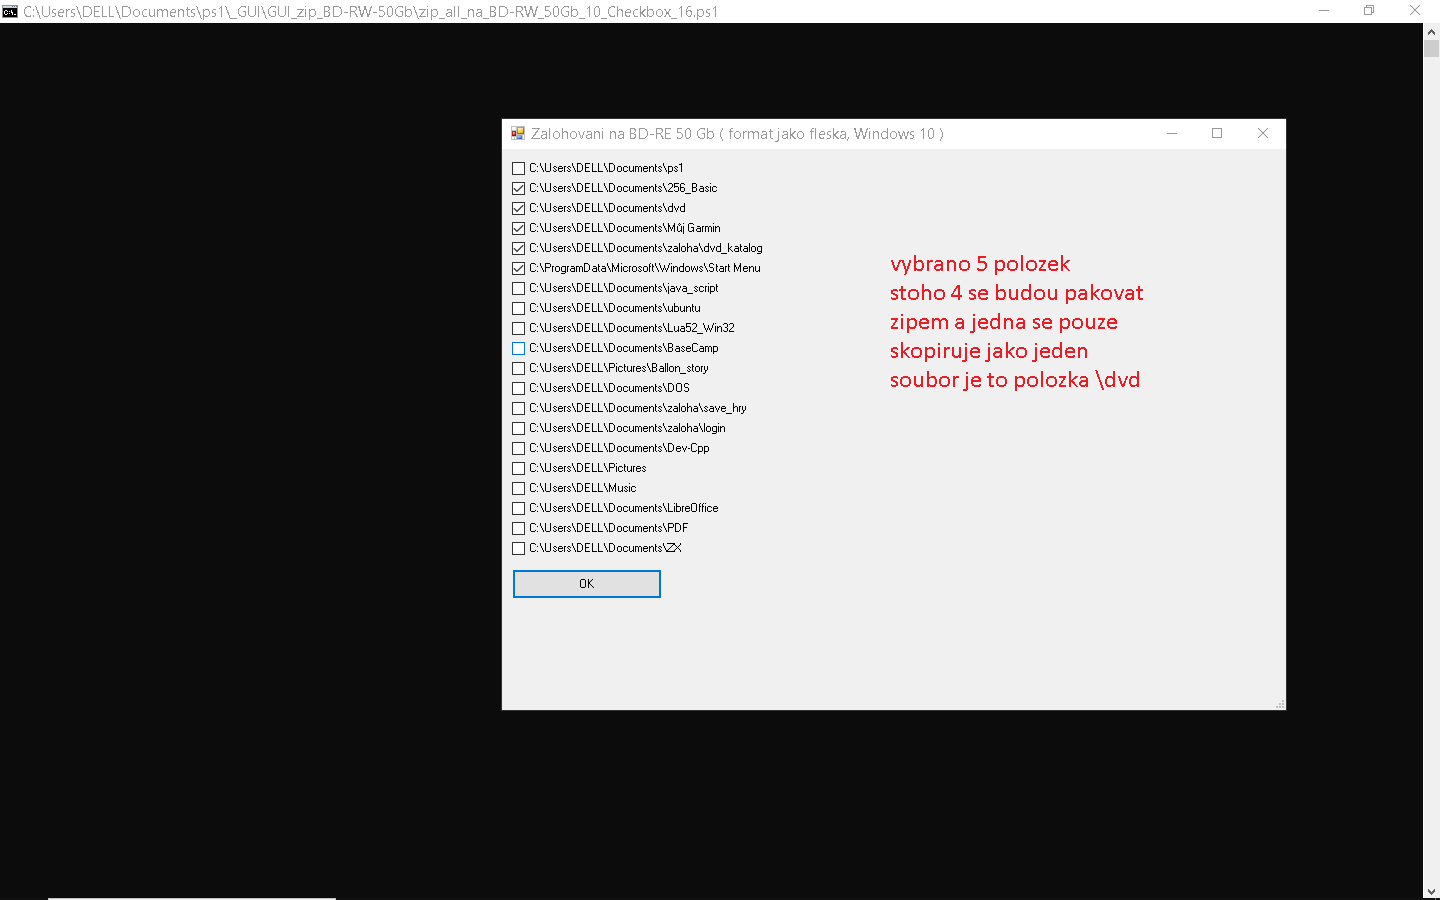 C:\Users\DELL\Documents\ps1\_GUI\GUI_zip_BD-RW-50Gb\zip_all_na_BD-RW_50Gb_10_Checkbox_16.ps1
Zalohovani na BD-RE 50 Gb ( format jako fleska, Windows 10 )
C:\Users\DELL\Documents\ps1
C:\Users\DELL\Documents\256_Basic
C:\Users\DELL\Documents\dvd
C:\Users\DELL\Documents\Můj Garmin
C:\Users\DELL\Documents\zaloha\dvd_katalog
C:\ProgramData\Microsoft\Windows\Start Menu
C:\Users\DELL\Documents\java_script
C:\Users\DELL\Documents\ubuntu
C:\Users\DELL\Documents\Lua52_Win32
C:\Users\DELL\Documents\BaseCamp
C:\Users\DELL\Pictures\Ballon_story
C:\Users\DELL\Documents\DOS
C:\Users\DELL\Documents\zaloha\save_hry
C:\Users\DELL\Documents\zaloha\login
C:\Users\DELL\Documents\Dev-Cpp
C:\Users\DELL\Pictures
C:\Users\DELL\Music
C:\Users\DELL\Documents\LibreOffice
C:\Users\DELL\Documents\PDF
C:\Users\DELL\Documents\ZX
OK
vybrano 5 polozek
stoho 4 se budou pakovat
zipem a jedna se pouze
skopiruje jako jeden
soubor je to polozka \dvd